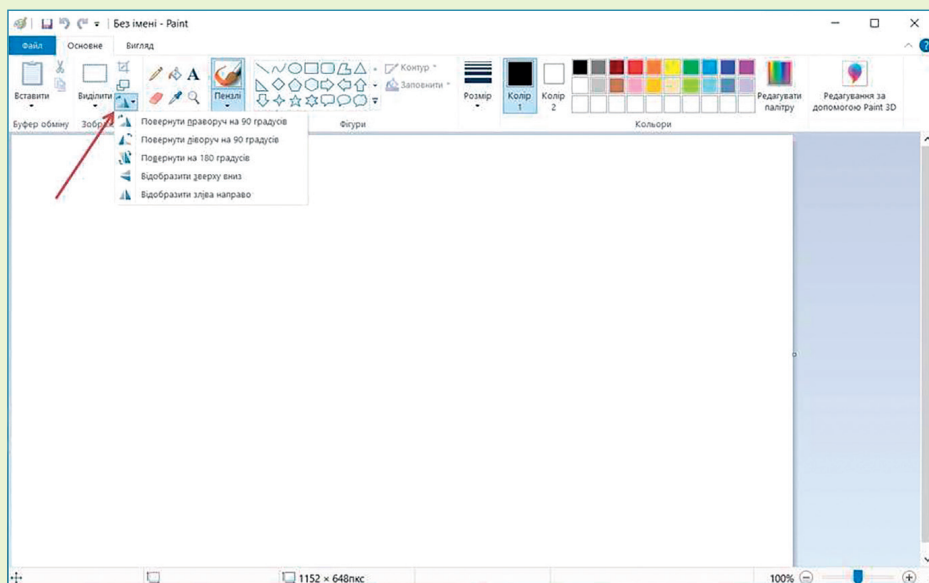 Без імені - Paint
Файл Основне Вигляд
Вставити
Виділити
Пензлі
Контур
Заповнити
Розмір
Колір 1
Колір 2
Редагувати палітру
Редагування за допомогою Paint 3D
Буфер обміну
Зобра
Фігури
Кольори
Повернути праворуч на 90 градусів
Повернути ліворуч на 90 градусів
Повернути на 180 градусів
Відобразити зверху вниз
Відобразити зліва направо
1152 × 648пкс
100%